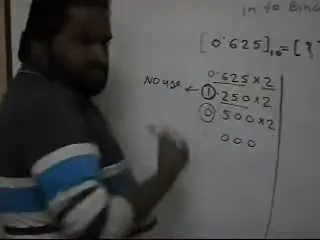 in to Bina
[0.625]10=[?
0.625×2
NO use ← 1.250×2
0.500×2
000